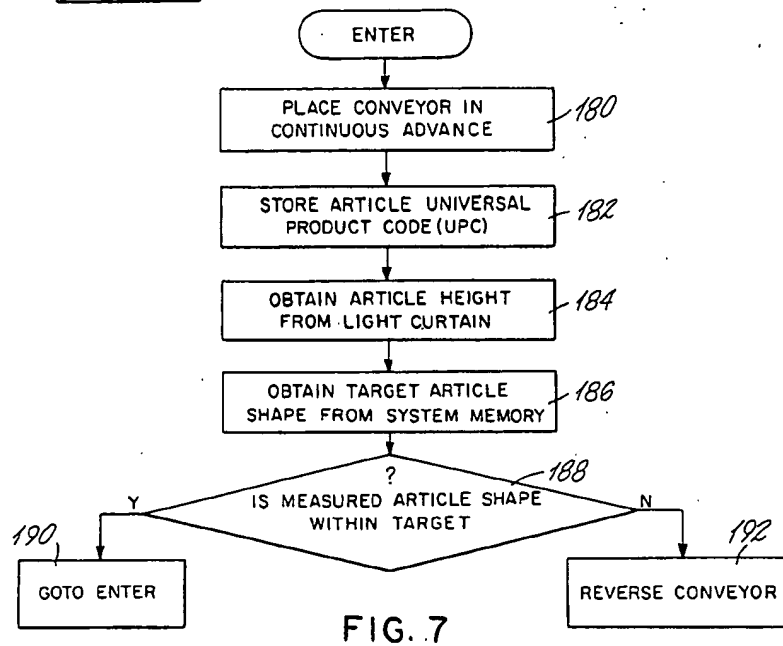 ENTER
PLACE CONVEYOR IN
CONTINUOUS ADVANCE
180
STORE ARTICLE UNIVERSAL
PRODUCT CODE (UPC)
182
OBTAIN ARTICLE HEIGHT
FROM LIGHT CURTAIN
184
OBTAIN TARGET ARTICLE
SHAPE FROM SYSTEM MEMORY
186
?
188
IS MEASURED ARTICLE SHAPE
WITHIN TARGET
Y
N
190
GOTO ENTER
192
REVERSE CONVEYOR
FIG. 7